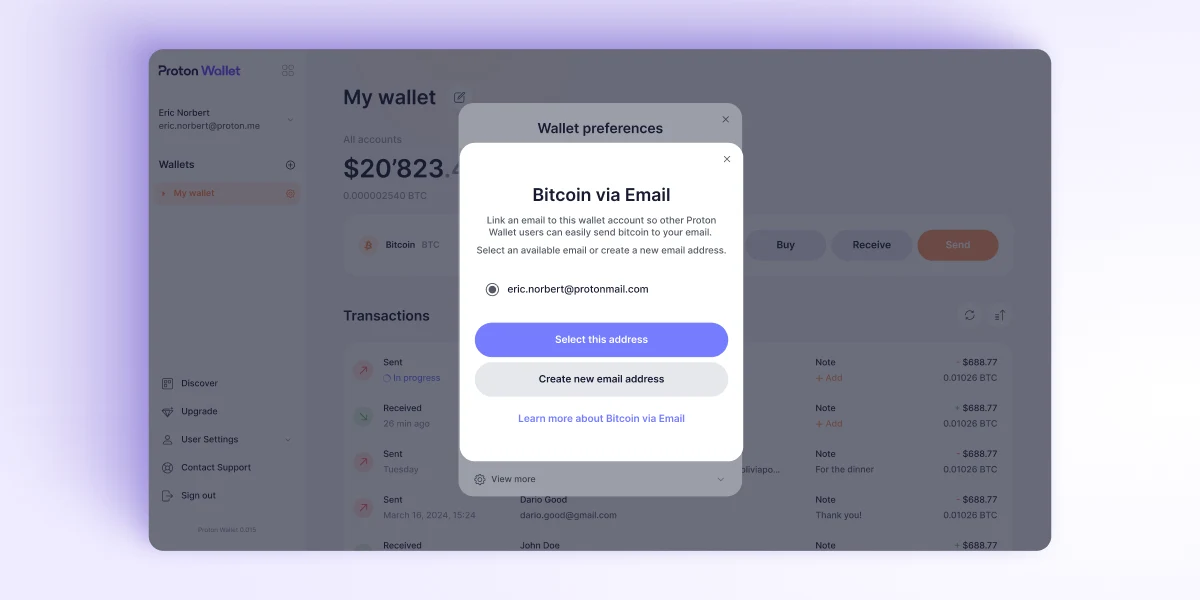 Proton Wallet
Eric Norbert
eric.norbert@proton.me
Wallets
My wallet
Discover
Upgrade
User Settings
Contact Support
Sign out
Proton Wallet 0.015
My wallet
All accounts
$20'823.4
0.000002540 BTC
Bitcoin BTC
Buy
Receive
Send
Wallet preferences
Bitcoin via Email
Link an email to this wallet account so other Proton
Wallet users can easily send bitcoin to your email.
Select an available email or create a new email address.
eric.norbert@protonmail.com
Select this address
Create new email address
Learn more about Bitcoin via Email
View more
Transactions
Sent
In progress
Note
+ Add
- $688.77
0.01026 BTC
Received
26 min ago
Note
+ Add
+ $688.77
0.01026 BTC
Sent
Tuesday
oliviapo...
Note
For the dinner
- $688.77
0.01026 BTC
Sent
March 16, 2024, 15:24
Dario Good
dario.good@gmail.com
Note
Thank you!
- $688.77
0.01026 BTC
Received
John Doe
Note
+ $688.77